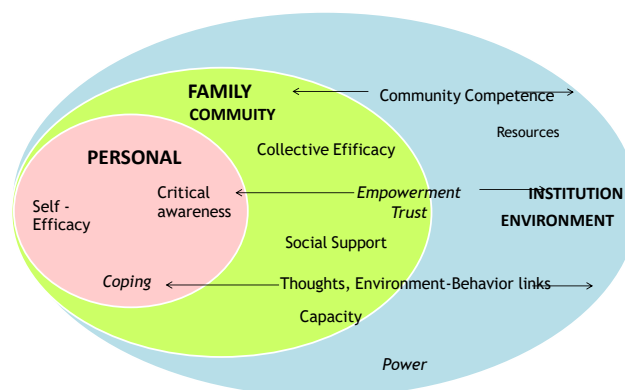 FAMILY
COMMUITY
Community Competence
Resources
PERSONAL
Collective Efificacy
Self -
Efficacy
Critical
awareness
Empowerment
Trust
INSTITUTION
ENVIRONMENT
Social Support
Coping
Thoughts, Environment-Behavior links
Capacity
Power